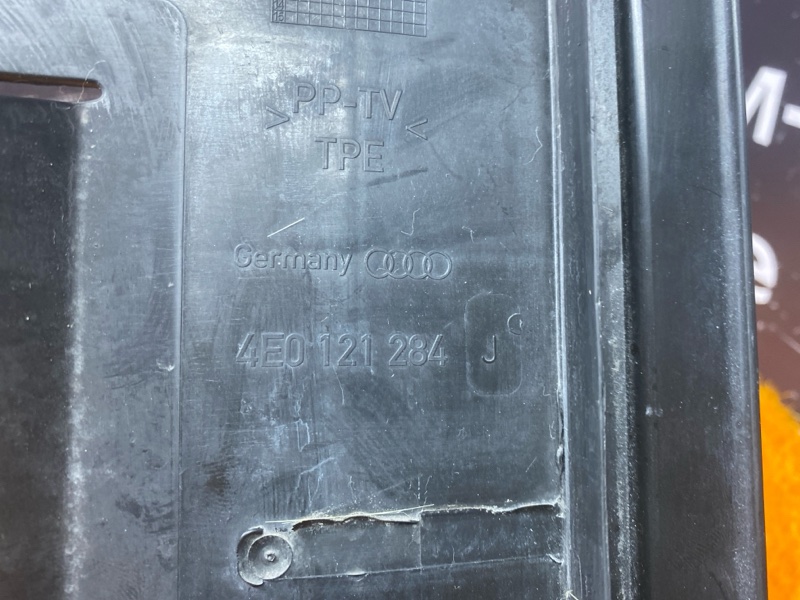 >PP-TV<
TPE
Germany
4E0 121 284 J
M-
e